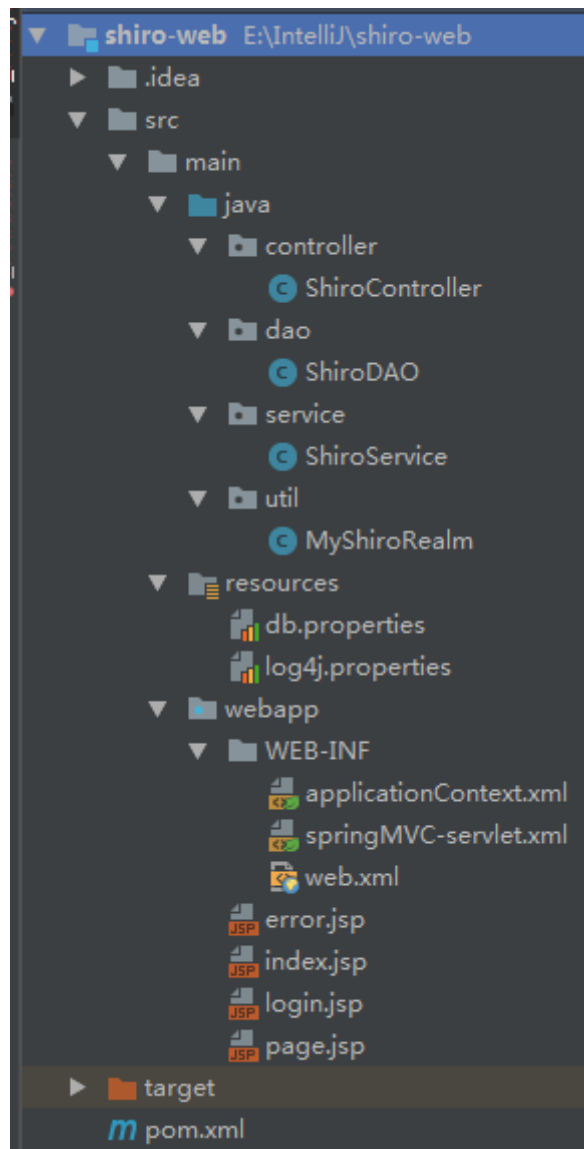 shiro-web E:\IntelliJ\shiro-web
.idea
src
main
java
controller
ShiroController
dao
ShiroDAO
service
ShiroService
util
MyShiroRealm
resources
db.properties
log4j.properties
webapp
WEB-INF
applicationContext.xml
springMVC-servlet.xml
web.xml
error.jsp
index.jsp
login.jsp
page.jsp
target
pom.xml